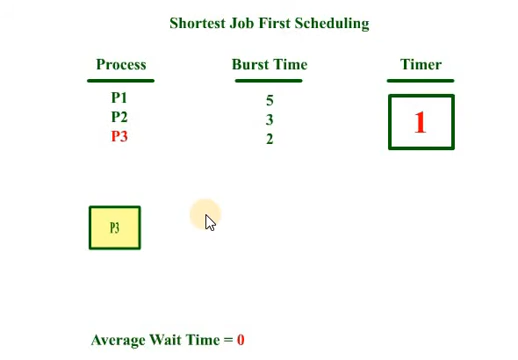 Shortest Job First Scheduling
Process Burst Time Timer
P1 5
P2 3
P3 2
1
P3
Average Wait Time = 0